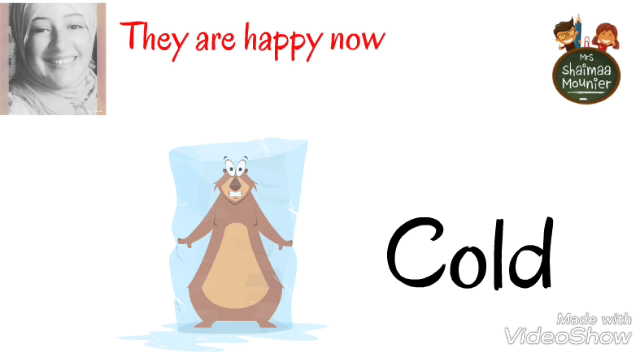 They are happy now
Mrs
Shaimaa
Mounier
Cold
Made with
VideoShow